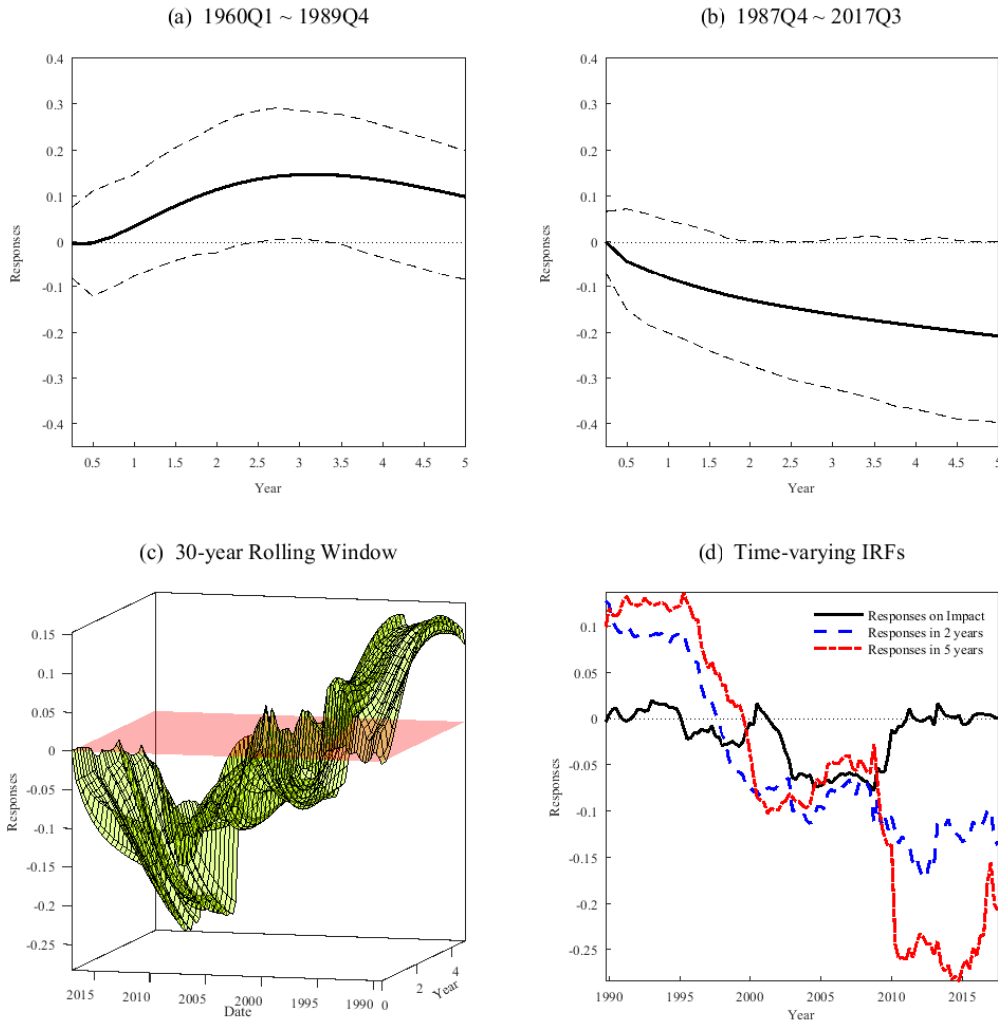 (a) 1960Q1 ~ 1989Q4
0.4
0.3
0.2
0.1
0
-0.1
-0.2
-0.3
-0.4
Responses
0.5 1 1.5 2 2.5 3 3.5 4 4.5 5
Year
(b) 1987Q4 ~ 2017Q3
0.4
0.3
0.2
0.1
0
-0.1
-0.2
-0.3
-0.4
Responses
0.5 1 1.5 2 2.5 3 3.5 4 4.5 5
Year
(c) 30-year Rolling Window
0.15
0.1
0.05
0
-0.05
-0.1
-0.15
-0.2
-0.25
Responses
2015 2010 2005 2000 1995 1990
Date
0 2 4
Year
(d) Time-varying IRFs
Responses on Impact
Responses in 2 years
Responses in 5 years
0.1
0.05
0
-0.05
-0.1
-0.15
-0.2
-0.25
Responses
1990 1995 2000 2005 2010 2015
Year